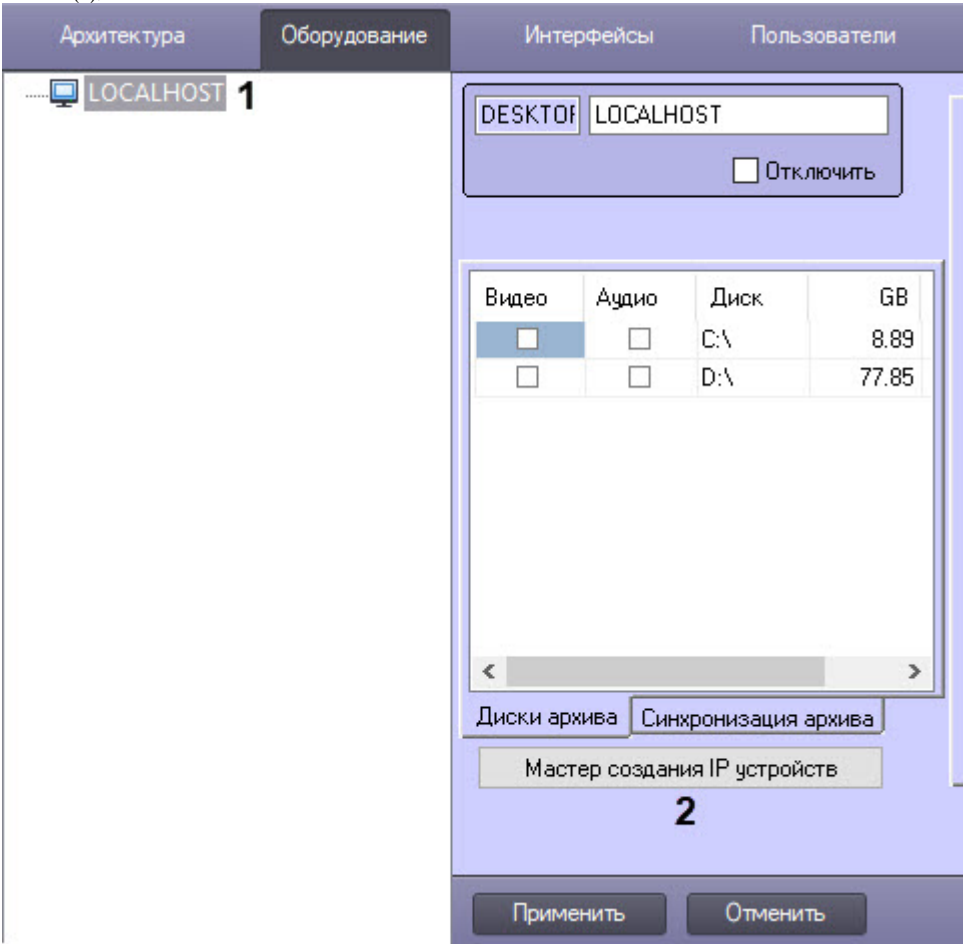 Архитектура Оборудование Интерфейсы Пользователи
LOCALHOST 1
DESKTOP LOCALHOST
Отключить
Видео Аудио Диск GB
C:\ 8.89
D:\ 77.85
Диски архива Синхронизация архива
Мастер создания IP устройств
2
Применить Отменить